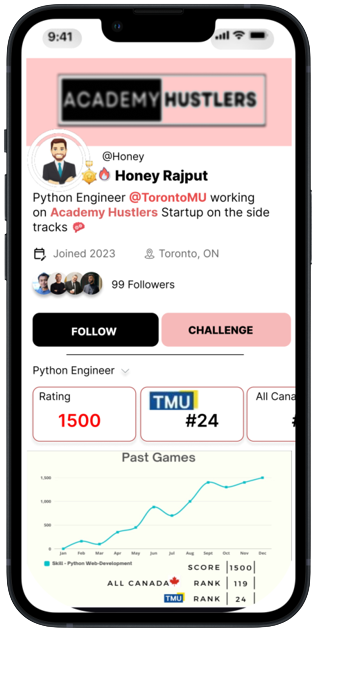 9:41
ACADEMY HUSTLERS
@Honey
Honey Rajput
Python Engineer @TorontoMU working
on Academy Hustlers Startup on the side
tracks
Joined 2023
Toronto, ON
99 Followers
FOLLOW
CHALLENGE
Python Engineer
Rating
1500
TMU
#24
All Cana
#
Past Games
1,500
1,000
500
0
Jan Feb Mar Apr May Jun Jul Aug Sept Oct Nov Dec
Skill - Python Web-Development
SCORE 1500
ALL CANADA RANK 119
TMU RANK 24